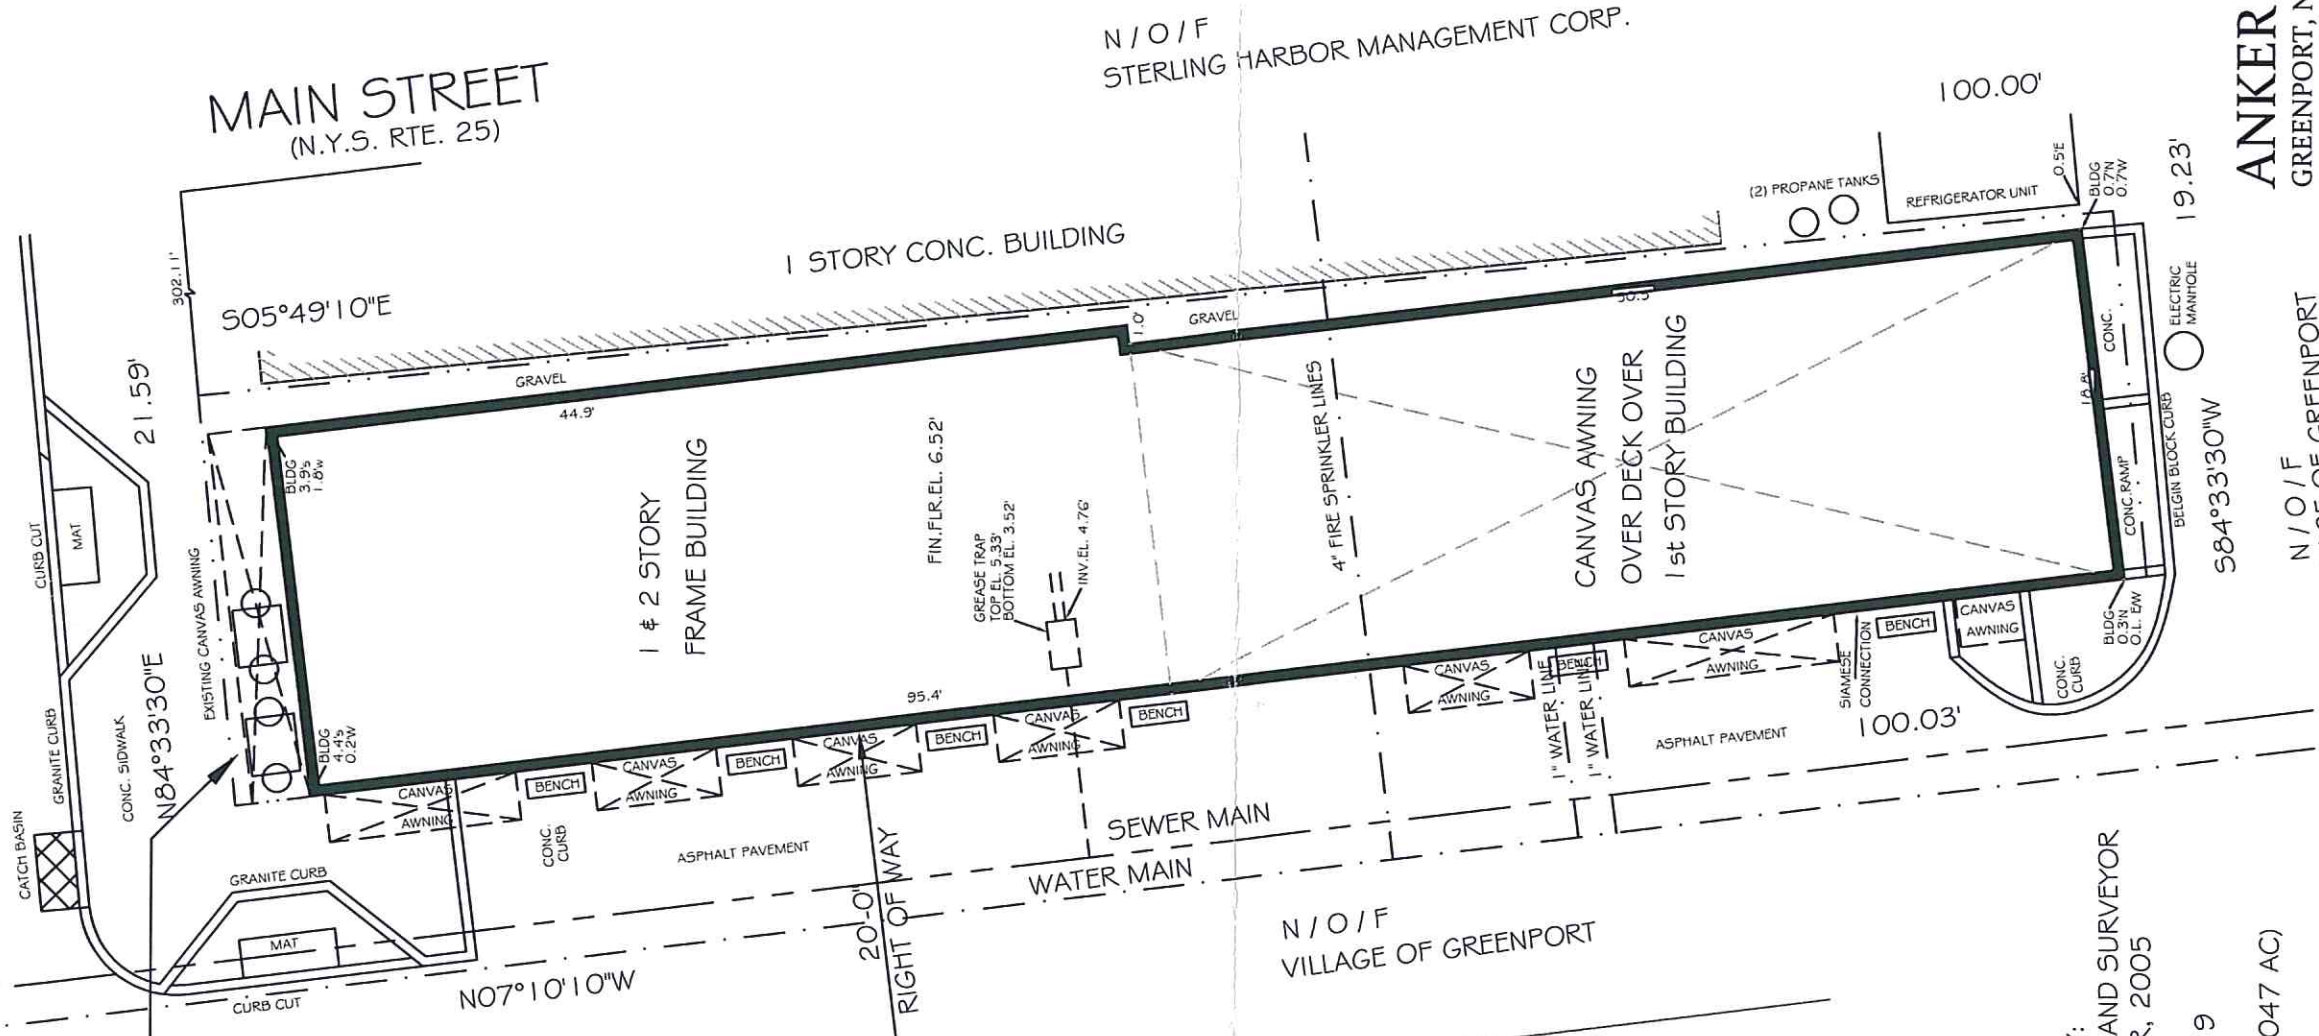 MAIN STREET
(N.Y.S. RTE. 25)
N / O / F
STERLING HARBOR MANAGEMENT CORP.
100.00'
ANKER
GREENPORT, N
302.11'
S05°49'10"E
1 STORY CONC. BUILDING
(2) PROPANE TANKS
REFRIGERATOR UNIT
0.5'E
BLDG
0.7'N
0.7'W
19.23'
21.59'
GRAVEL
44.9'
1.0'
GRAVEL
CONC.
ELECTRIC
MANHOLE
CURB CUT
MAT
BLDG
3.9'S
1.8'W
EXISTING CANVAS AWNING
1 & 2 STORY
FRAME BUILDING
FIN.FLR.EL. 6.52'
GREASE TRAP
TOP EL. 5.33'
BOTTOM EL. 3.52'
INV.EL. 4.76'
4" FIRE SPRINKLER LINES
CANVAS AWNING
OVER DECK OVER
1st STORY BUILDING
18.8'
CONC.RAMP
BELGIN BLOCK CURB
S84°33'30"W
N / O / F
OF GREENPORT
GRANITE CURB
CONC. SIDWALK
N84°33'30"E
BLDG
4.4'S
0.2'W
95.4'
CANVAS
AWNING
BENCH
CANVAS
AWNING
BENCH
CANVAS
AWNING
BENCH
CANVAS
AWNING
BENCH
CANVAS
AWNING
BENCH
1" WATER LINE
1" WATER LINE
CANVAS
AWNING
SIAMESE
CONNECTION
BENCH
CANVAS
AWNING
BLDG
0.3'N
O.L. E/W
CONC.
CURB
100.03'
ASPHALT PAVEMENT
CATCH BASIN
GRANITE CURB
MAT
CURB CUT
CONC.
CURB
ASPHALT PAVEMENT
N07°10'10"W
20'-0"
RIGHT OF WAY
SEWER MAIN
WATER MAIN
N / O / F
VILLAGE OF GREENPORT
AND SURVEYOR
R, 2005
9
047 AC)